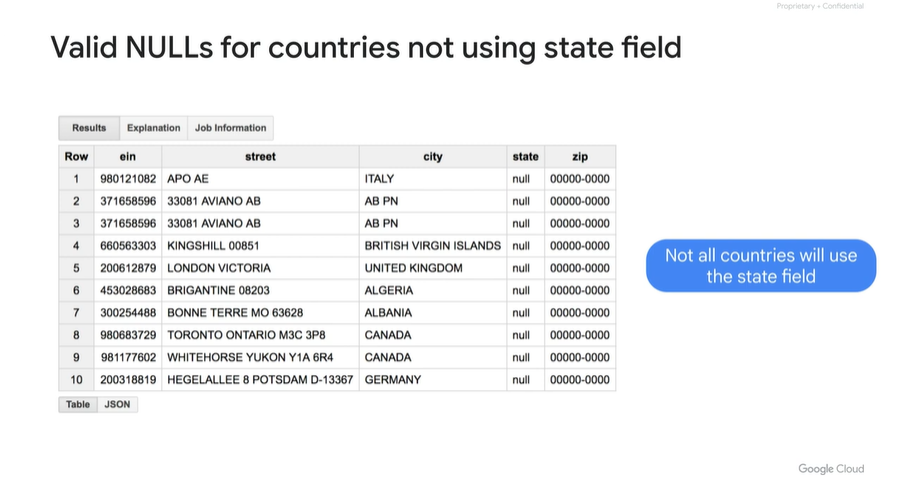 Proprietary + Confidential
Valid NULLs for countries not using state field
Results Explanation Job Information
Row ein street city state zip
1 980121082 APO AE ITALY null 00000-0000
2 371658596 33081 AVIANO AB AB PN null 00000-0000
3 371658596 33081 AVIANO AB AB PN null 00000-0000
4 660563303 KINGSHILL 00851 BRITISH VIRGIN ISLANDS null 00000-0000
5 200612879 LONDON VICTORIA UNITED KINGDOM null 00000-0000
6 453028683 BRIGANTINE 08203 ALGERIA null 00000-0000
7 300254488 BONNE TERRE MO 63628 ALBANIA null 00000-0000
8 980683729 TORONTO ONTARIO M3C 3P8 CANADA null 00000-0000
9 981177602 WHITEHORSE YUKON Y1A 6R4 CANADA null 00000-0000
10 200318819 HEGELALLEE 8 POTSDAM D-13367 GERMANY null 00000-0000
Table JSON
Not all countries will use
the state field
Google Cloud